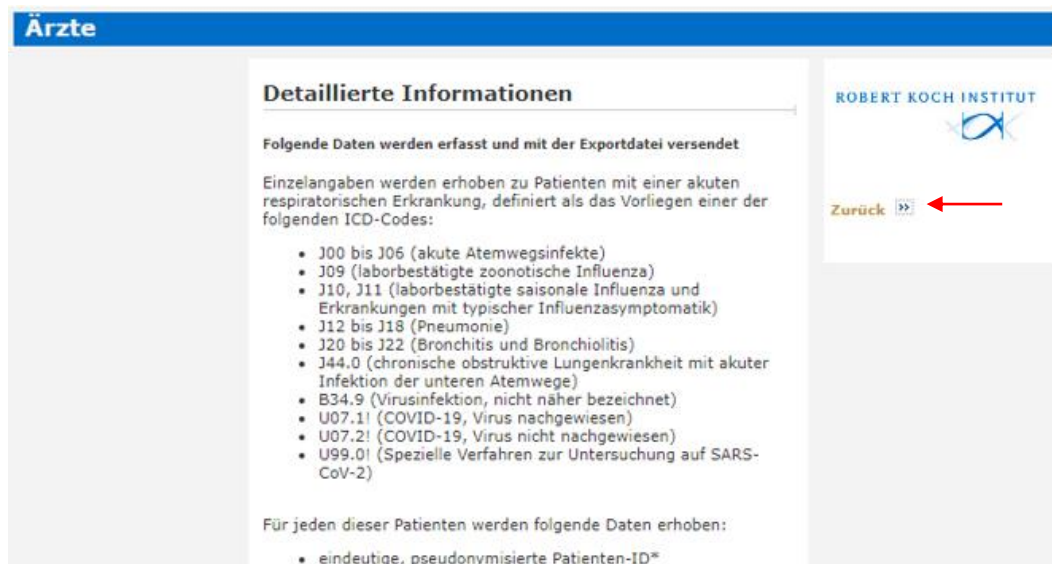 Ärzte
Detaillierte Informationen
Folgende Daten werden erfasst und mit der Exportdatei versendet
Einzelangaben werden erhoben zu Patienten mit einer akuten
respiratorischen Erkrankung, definiert als das Vorliegen einer der
folgenden ICD-Codes:
• J00 bis J06 (akute Atemwegsinfekte)
• J09 (laborbestätigte zoonotische Influenza)
• J10, J11 (laborbestätigte saisonale Influenza und
Erkrankungen mit typischer Influenzasymptomatik)
• J12 bis J18 (Pneumonie)
• J20 bis J22 (Bronchitis und Bronchiolitis)
• J44.0 (chronische obstruktive Lungenkrankheit mit akuter
Infektion der unteren Atemwege)
• B34.9 (Virusinfektion, nicht näher bezeichnet)
• U07.1! (COVID-19, Virus nachgewiesen)
• U07.2! (COVID-19, Virus nicht nachgewiesen)
• U99.0! (Spezielle Verfahren zur Untersuchung auf SARS-
CoV-2)
Für jeden dieser Patienten werden folgende Daten erhoben:
• eindeutige, pseudonymisierte Patienten-ID*
ROBERT KOCH INSTITUT
Zurück »